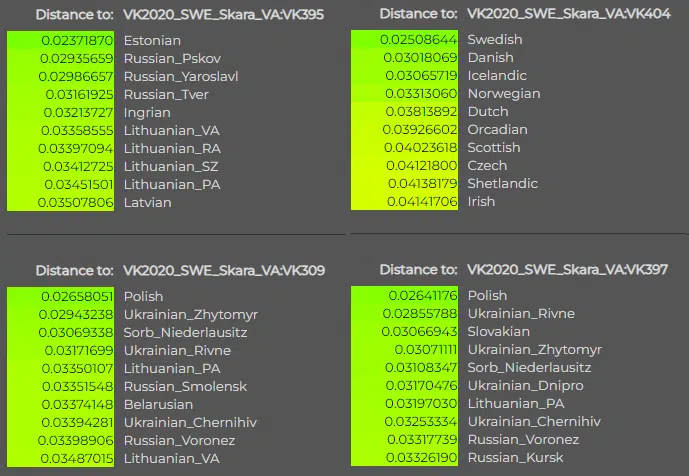 Distance to: VK2020_SWE_Skara_VA:VK395
0.02371870 Estonian
0.02935659 Russian_Pskov
0.02986657 Russian_Yaroslavl
0.03161925 Russian_Tver
0.03213727 Ingrian
0.03358555 Lithuanian_VA
0.03397094 Lithuanian_RA
0.03412725 Lithuanian_SZ
0.03451501 Lithuanian_PA
0.03507806 Latvian
Distance to: VK2020_SWE_Skara_VA:VK404
0.02508644 Swedish
0.03018069 Danish
0.03065719 Icelandic
0.03313060 Norwegian
0.03813892 Dutch
0.03926602 Orcadian
0.04023618 Scottish
0.04121800 Czech
0.04138179 Shetlandic
0.04141706 Irish
Distance to: VK2020_SWE_Skara_VA:VK309
0.02658051 Polish
0.02943238 Ukrainian_Zhytomyr
0.03069338 Sorb_Niederlausitz
0.03171699 Ukrainian_Rivne
0.03350107 Lithuanian_PA
0.03351548 Russian_Smolensk
0.03374148 Belarusian
0.03394281 Ukrainian_Chernihiv
0.03398906 Russian_Voronez
0.03487015 Lithuanian_VA
Distance to: VK2020_SWE_Skara_VA:VK397
0.02641176 Polish
0.02855788 Ukrainian_Rivne
0.03066943 Slovakian
0.03071111 Ukrainian_Zhytomyr
0.03108347 Sorb_Niederlausitz
0.03170476 Ukrainian_Dnipro
0.03197030 Lithuanian_PA
0.03253334 Ukrainian_Chernihiv
0.03317739 Russian_Voronez
0.03326190 Russian_Kursk